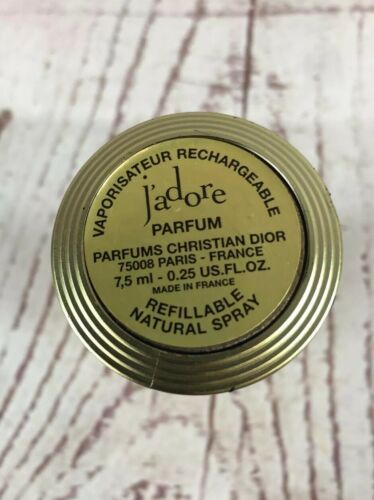 VAPORISATEUR RECHARGEABLE
j'adore
PARFUM
PARFUMS CHRISTIAN DIOR
75008 PARIS - FRANCE
7,5 ml - 0.25 US.FL.OZ.
MADE IN FRANCE
REFILLABLE
NATURAL SPRAY